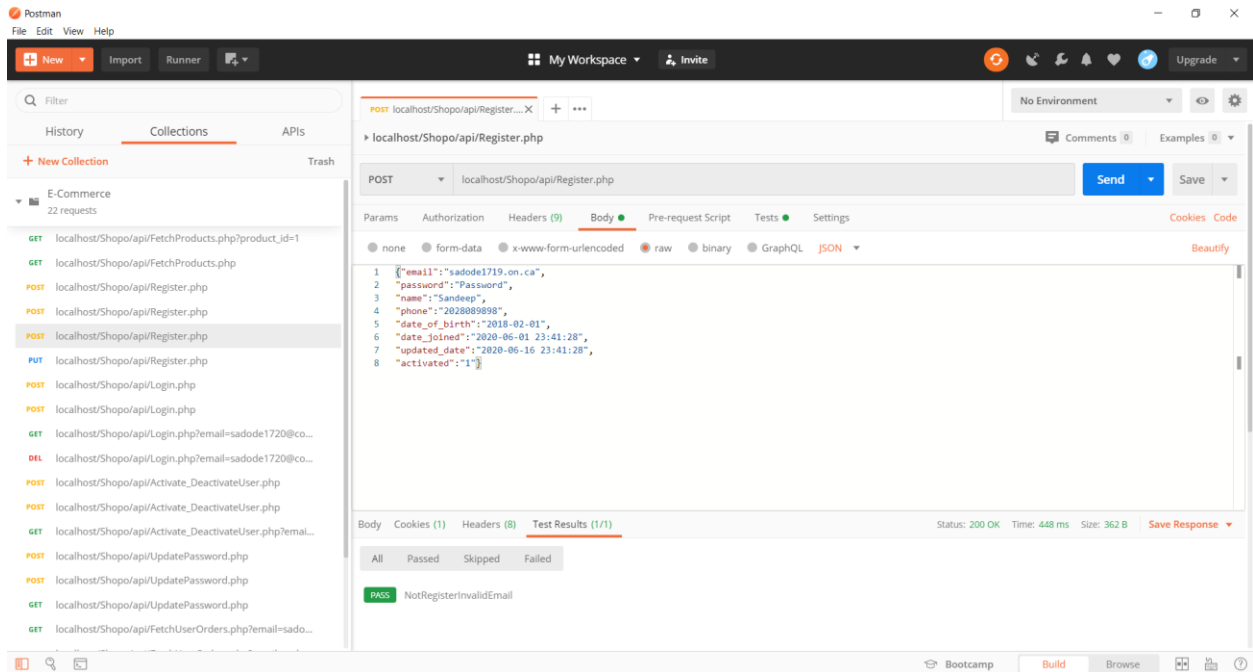 Postman
File Edit View Help
New Import Runner My Workspace Invite Upgrade
Filter
History Collections APIs
+ New Collection Trash
E-Commerce
22 requests
GET localhost/Shopo/api/FetchProducts.php?product_id=1
GET localhost/Shopo/api/FetchProducts.php
POST localhost/Shopo/api/Register.php
POST localhost/Shopo/api/Register.php
POST localhost/Shopo/api/Register.php
PUT localhost/Shopo/api/Register.php
POST localhost/Shopo/api/Login.php
POST localhost/Shopo/api/Login.php
GET localhost/Shopo/api/Login.php?email=sadode1720@co...
DEL localhost/Shopo/api/Login.php?email=sadode1720@co...
POST localhost/Shopo/api/Activate_DeactivateUser.php
POST localhost/Shopo/api/Activate_DeactivateUser.php
GET localhost/Shopo/api/Activate_DeactivateUser.php?emai...
POST localhost/Shopo/api/UpdatePassword.php
POST localhost/Shopo/api/UpdatePassword.php
GET localhost/Shopo/api/UpdatePassword.php
GET localhost/Shopo/api/FetchUserOrders.php?email=sado...
POST localhost/Shopo/api/Register.... X + •••
No Environment
localhost/Shopo/api/Register.php Comments 0 Examples 0
POST localhost/Shopo/api/Register.php Send Save
Params Authorization Headers (9) Body Pre-request Script Tests Settings Cookies Code
none form-data x-www-form-urlencoded raw binary GraphQL JSON Beautify
1 {"email":"sadode1719.on.ca",
2 "password":"Password",
3 "name":"Sandeep",
4 "phone":"2028089898",
5 "date_of_birth":"2018-02-01",
6 "date_joined":"2020-06-01 23:41:28",
7 "updated_date":"2020-06-16 23:41:28",
8 "activated":"1"}
Body Cookies (1) Headers (8) Test Results (1/1) Status: 200 OK Time: 448 ms Size: 362 B Save Response
All Passed Skipped Failed
PASS NotRegisterInvalidEmail
Bootcamp Build Browse